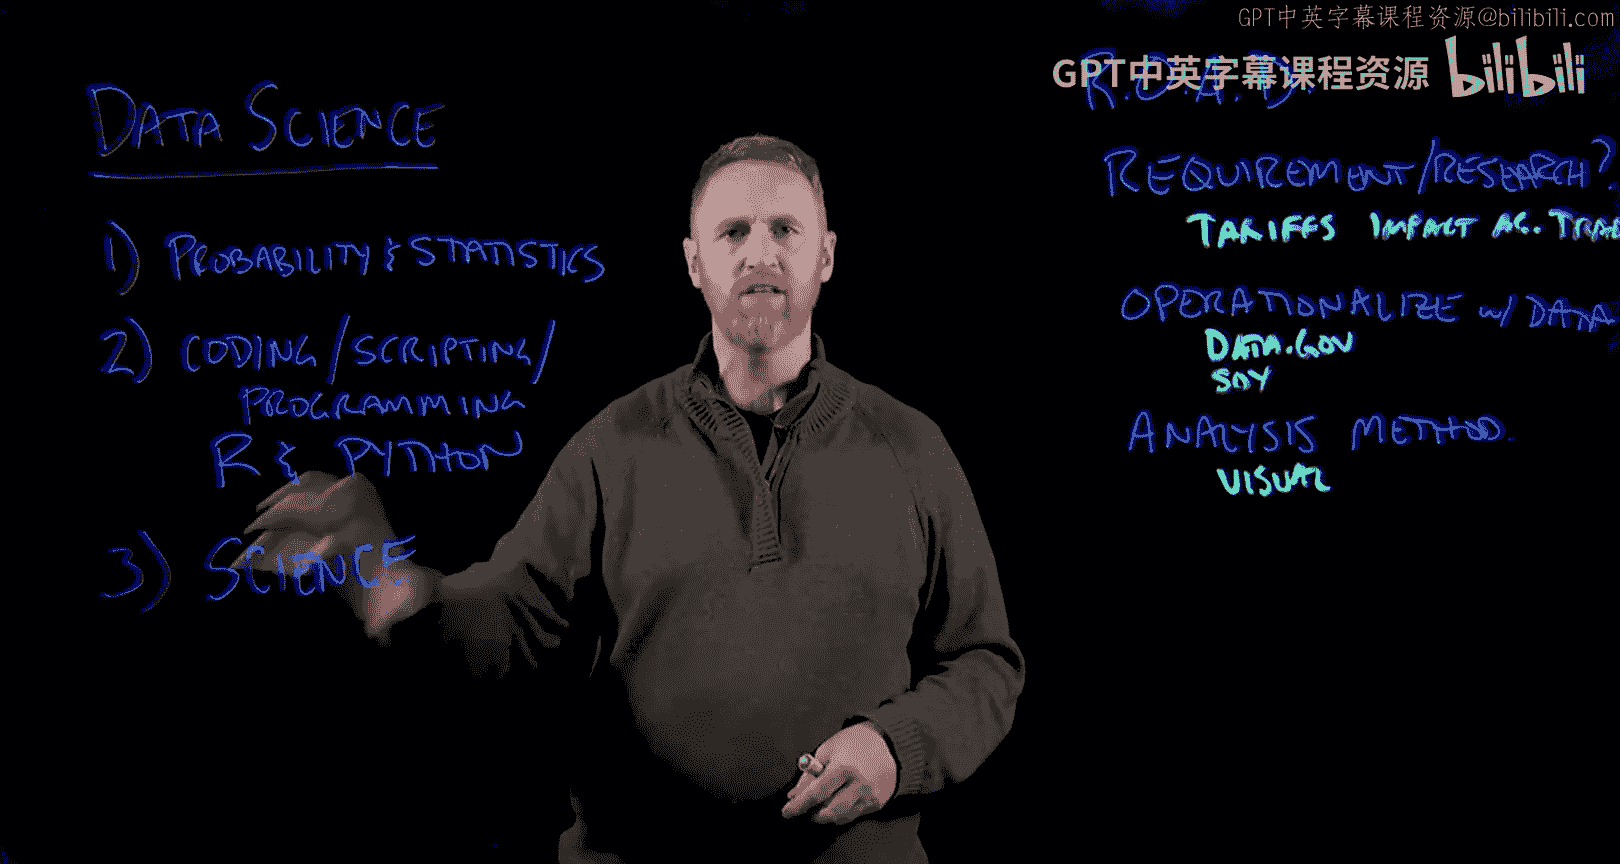 GPT中英字幕课程资源@bilibili.com
GPT中英字幕课程资源 bilibili
DATA SCIENCE
1) PROBABILITY & STATISTICS
2) CODING/SCRIPTING/
PROGRAMMING
R & PYTHON
3) SCIENCE
R.O.A.D.
REQUIREMENT/RESEARCH?
TARIFFS IMPACT AG. TRAD
OPERATIONALIZE w/ DATA
DATA.GOV
SOY
ANALYSIS METHOD.
VISUAL